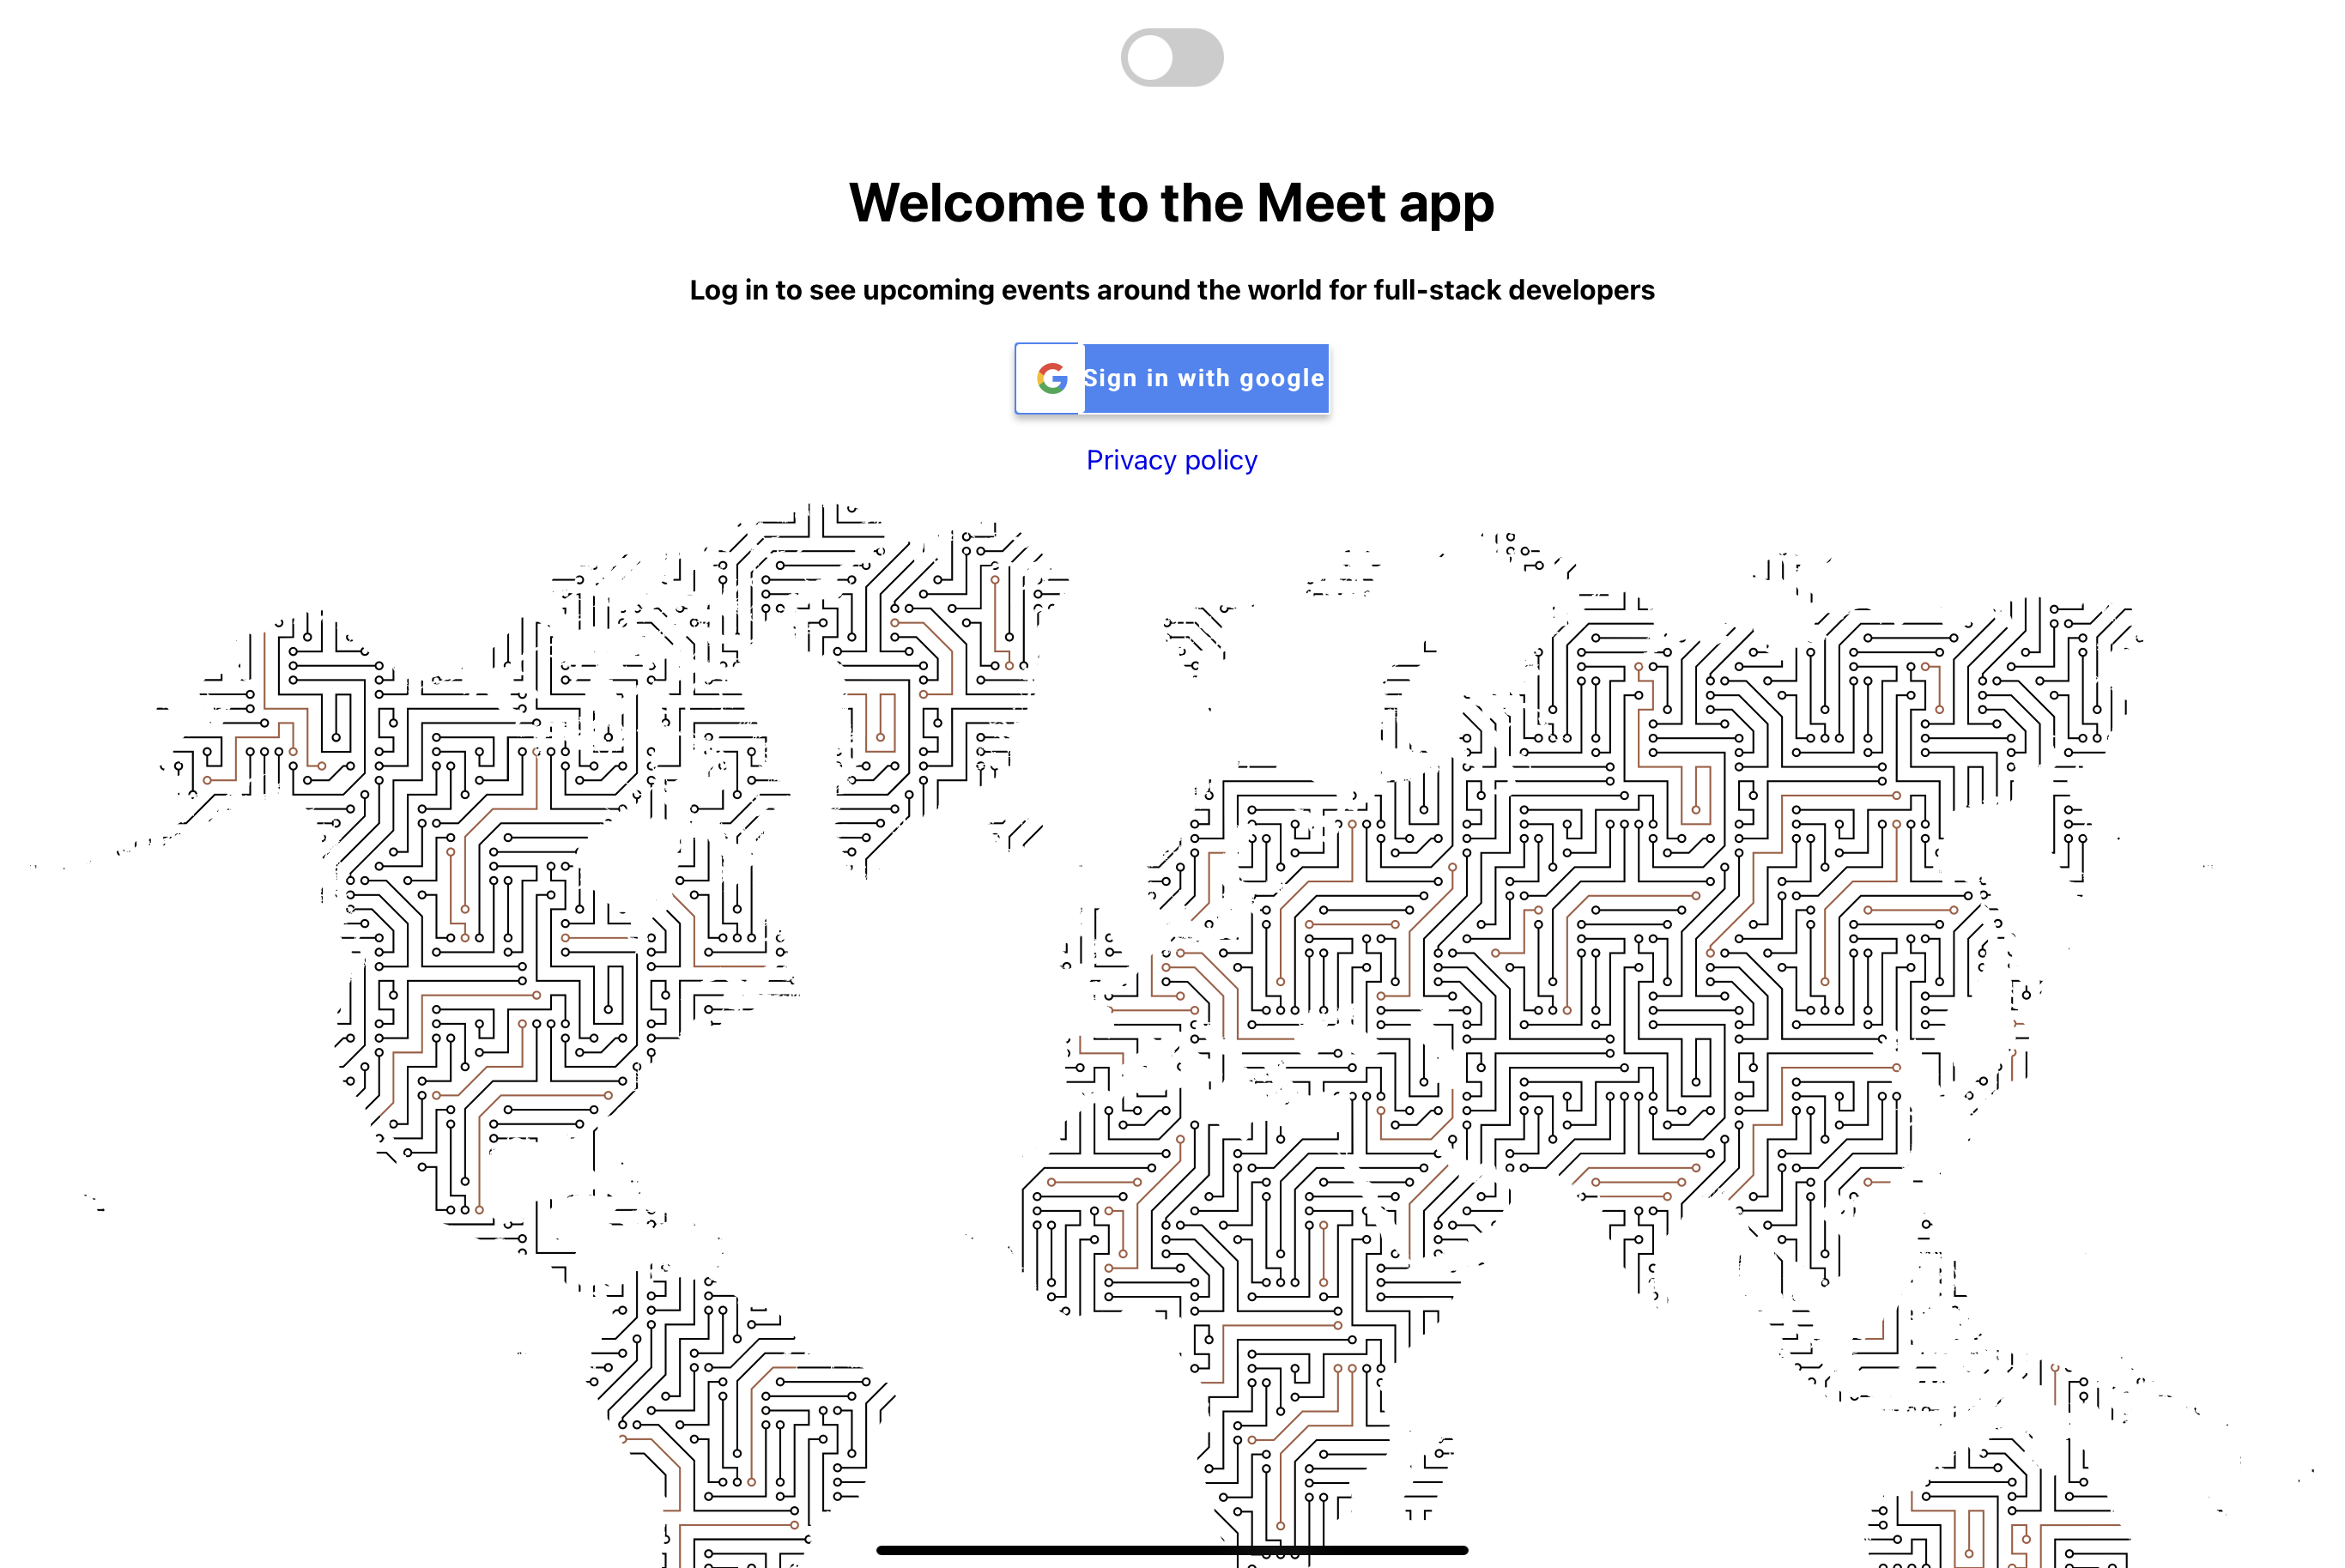 Welcome to the Meet app
Log in to see upcoming events around the world for full-stack developers
Sign in with google
Privacy policy